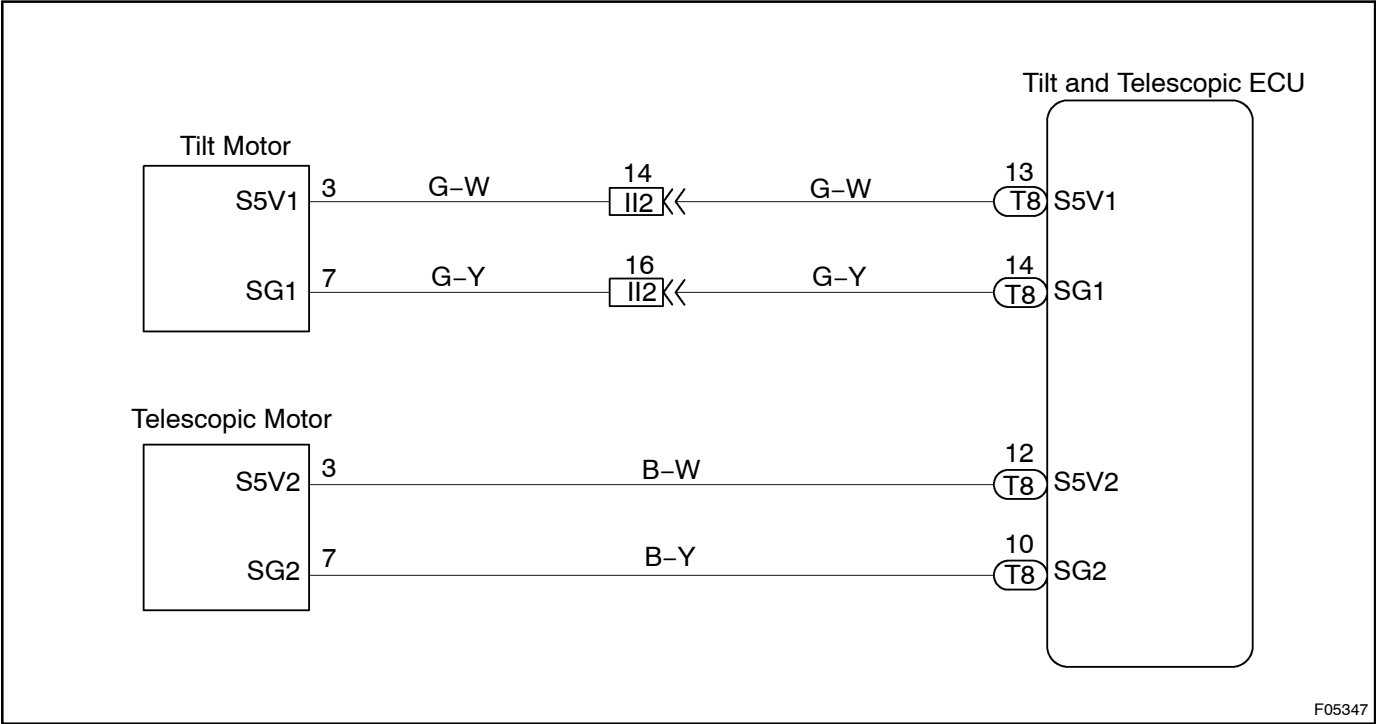 Tilt and Telescopic ECU
Tilt Motor
S5V1 3 G–W 14 II2 G–W 13 T8 S5V1
SG1 7 G–Y 16 II2 G–Y 14 T8 SG1
Telescopic Motor
S5V2 3 B–W 12 T8 S5V2
SG2 7 B–Y 10 T8 SG2
F05347